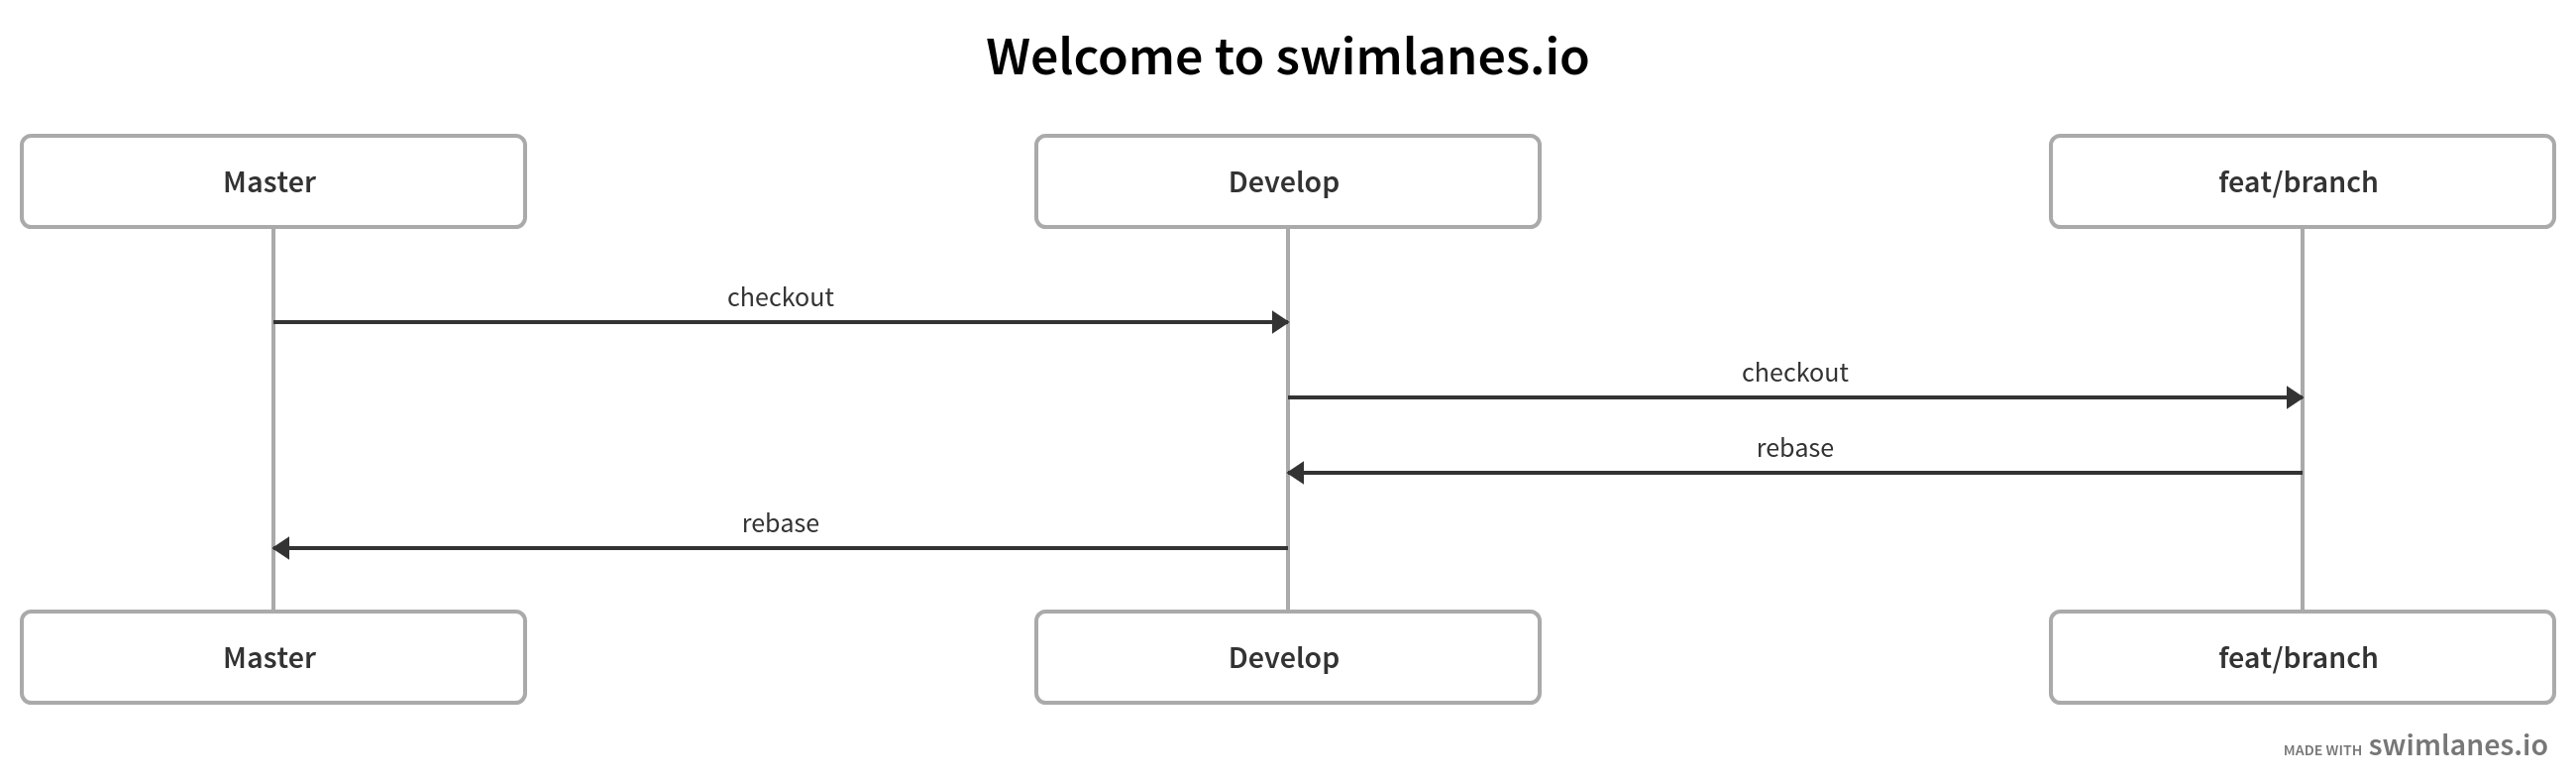 Welcome to swimlanes.io
Master
Develop
feat/branch
checkout
checkout
rebase
rebase
Master
Develop
feat/branch
MADE WITH swimlanes.io